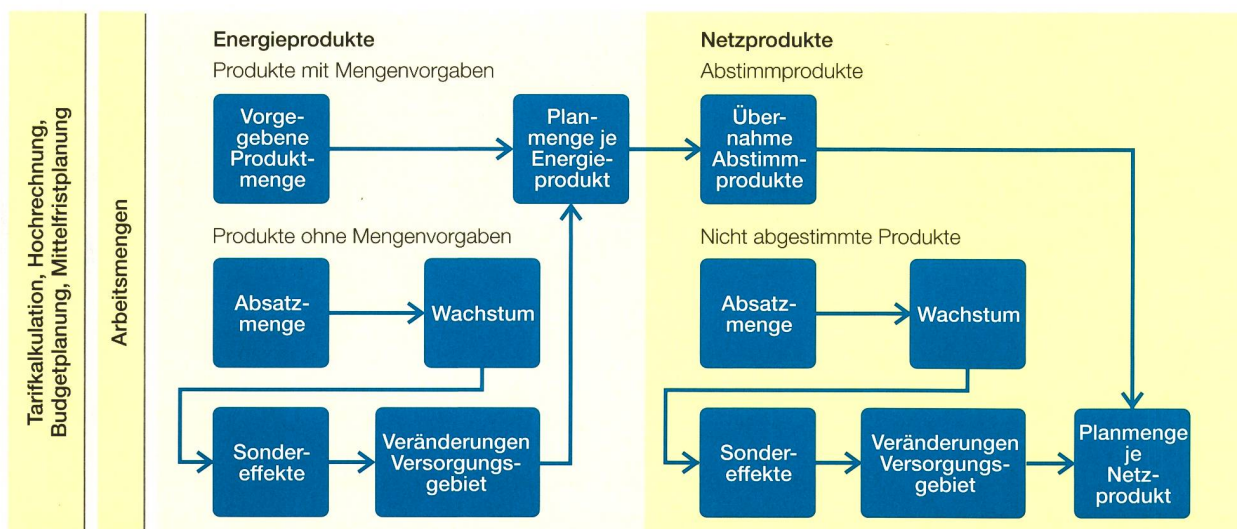 Tarifkalkulation, Hochrechnung,
Budgetplanung, Mittelfristplanung
Arbeitsmengen
Energieprodukte
Produkte mit Mengenvorgaben
Vorge-
gebene
Produkt-
menge
Plan-
menge je
Energie-
produkt
Produkte ohne Mengenvorgaben
Absatz-
menge
Wachstum
Sonder-
effekte
Veränderungen
Versorgungs-
gebiet
Netzprodukte
Abstimmprodukte
Über-
nahme
Abstimm-
produkte
Nicht abgestimmte Produkte
Absatz-
menge
Wachstum
Sonder-
effekte
Veränderungen
Versorgungs-
gebiet
Planmenge
je
Netz-
produkt